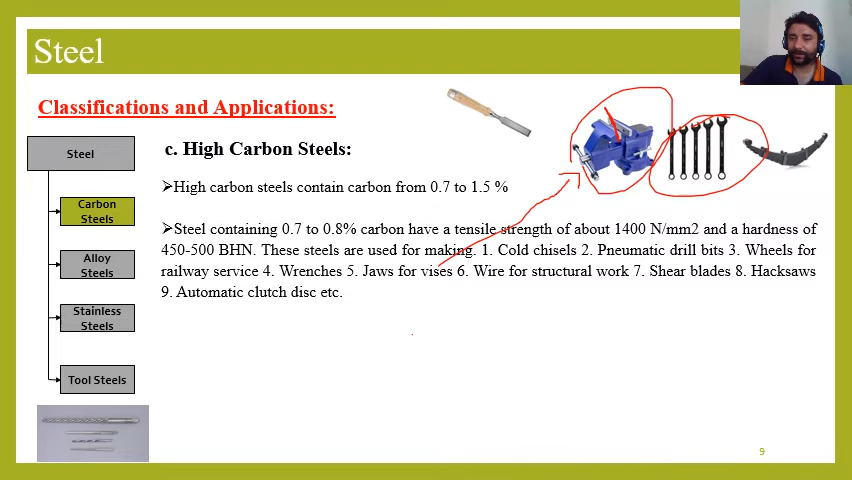 Steel
Classifications and Applications:
Steel
Carbon
Steels
Alloy
Steels
Stainless
Steels
Tool Steels
c. High Carbon Steels:
➢High carbon steels contain carbon from 0.7 to 1.5 %
➢Steel containing 0.7 to 0.8% carbon have a tensile strength of about 1400 N/mm2 and a hardness of
450-500 BHN. These steels are used for making. 1. Cold chisels 2. Pneumatic drill bits 3. Wheels for
railway service 4. Wrenches 5. Jaws for vises 6. Wire for structural work 7. Shear blades 8. Hacksaws
9. Automatic clutch disc etc.
9